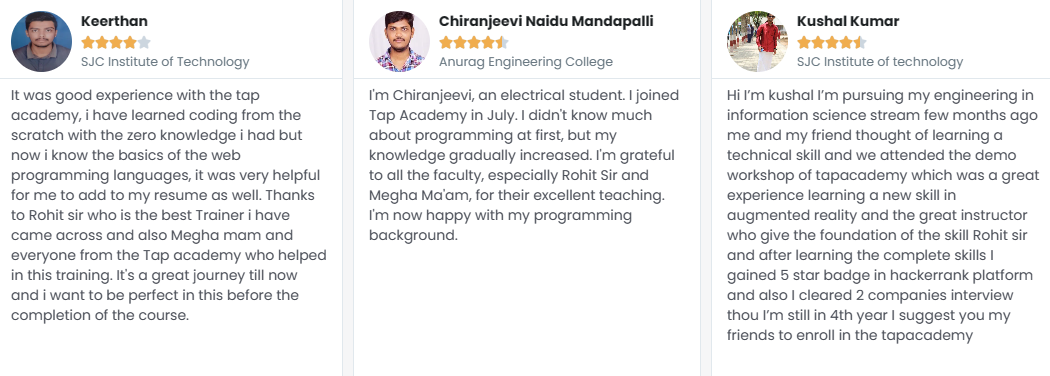 Keerthan
SJC Institute of Technology
It was good experience with the tap
academy, i have learned coding from the
scratch with the zero knowledge i had but
now i know the basics of the web
programming languages, it was very helpful
for me to add to my resume as well. Thanks
to Rohit sir who is the best Trainer i have
came across and also Megha mam and
everyone from the Tap academy who helped
in this training. It's a great journey till now
and i want to be perfect in this before the
completion of the course.
Chiranjeevi Naidu Mandapalli
Anurag Engineering College
I'm Chiranjeevi, an electrical student. I joined
Tap Academy in July. I didn't know much
about programming at first, but my
knowledge gradually increased. I'm grateful
to all the faculty, especially Rohit Sir and
Megha Ma'am, for their excellent teaching.
I'm now happy with my programming
background.
Kushal Kumar
SJC Institute of technology
Hi I'm kushal I'm pursuing my engineering in
information science stream few months ago
me and my friend thought of learning a
technical skill and we attended the demo
workshop of tapacademy which was a great
experience learning a new skill in
augmented reality and the great instructor
who give the foundation of the skill Rohit sir
and after learning the complete skills I
gained 5 star badge in hackerrank platform
and also I cleared 2 companies interview
thou I'm still in 4th year I suggest you my
friends to enroll in the tapacademy